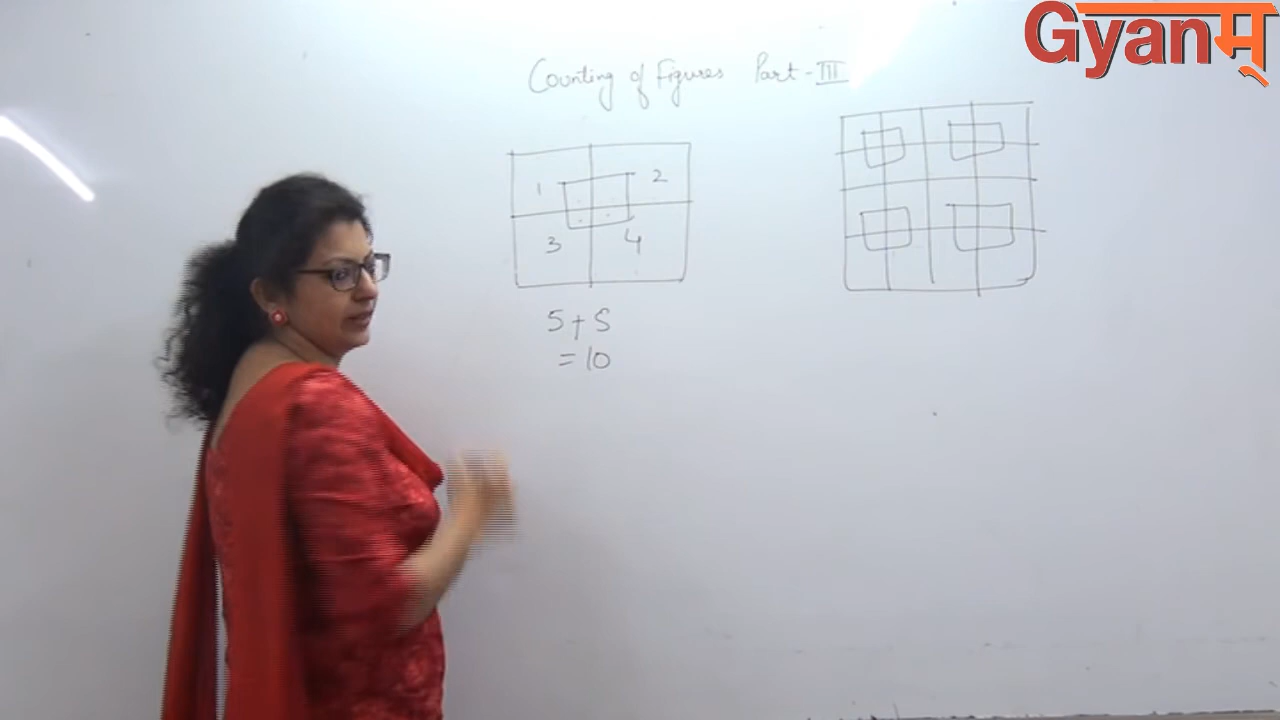 Gyanम्
Counting of Figures Part-III
1 2
3 4
5+5
=10